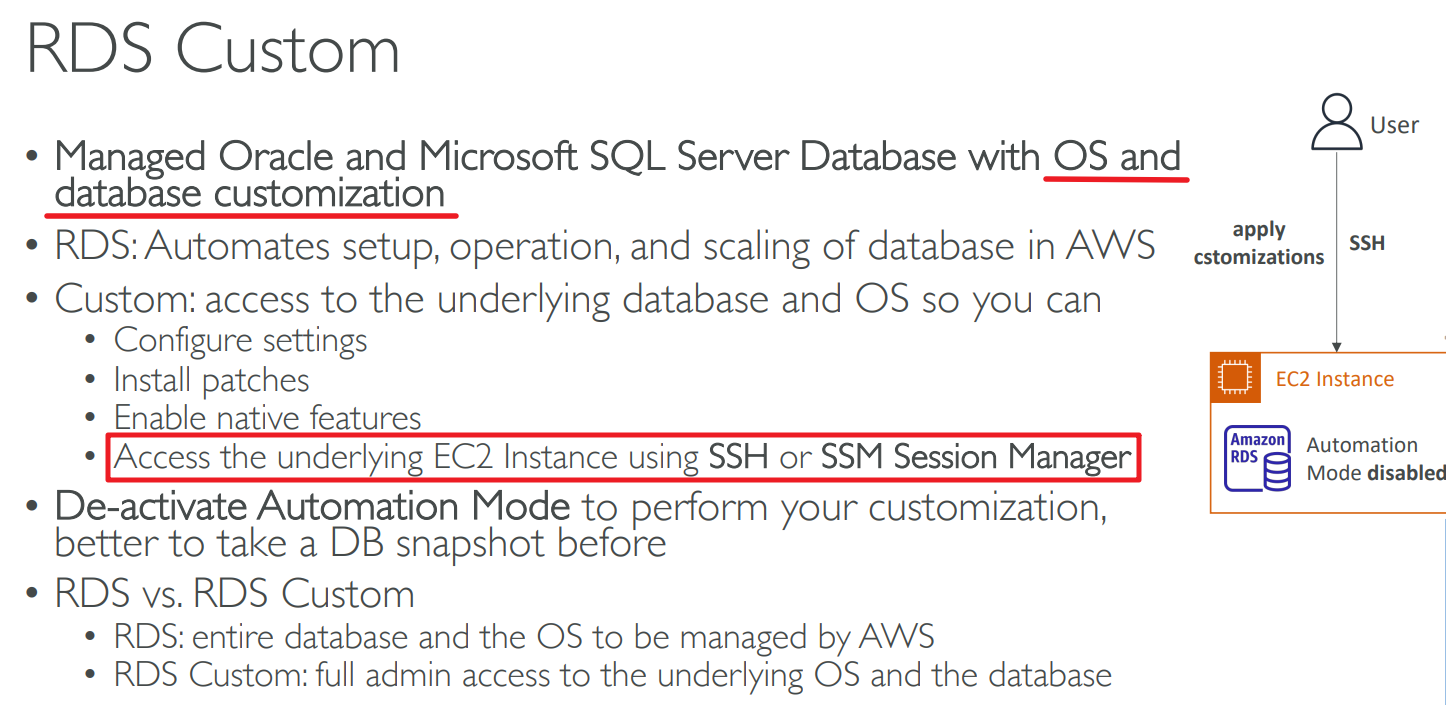 RDS Custom
• Managed Oracle and Microsoft SQL Server Database with OS and
database customization
• RDS: Automates setup, operation, and scaling of database in AWS
• Custom: access to the underlying database and OS so you can
• Configure settings
• Install patches
• Enable native features
• Access the underlying EC2 Instance using SSH or SSM Session Manager
• De-activate Automation Mode to perform your customization,
better to take a DB snapshot before
• RDS vs. RDS Custom
• RDS: entire database and the OS to be managed by AWS
• RDS Custom: full admin access to the underlying OS and the database
User
apply
cstomizations
SSH
EC2 Instance
Amazon
RDS
Automation
Mode disabled